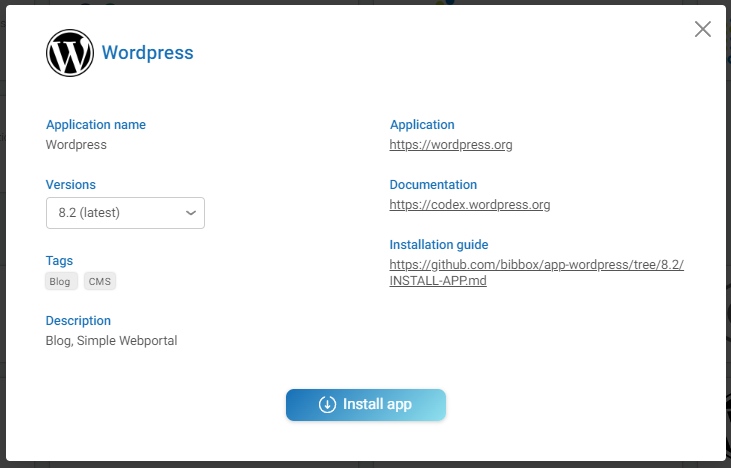 Wordpress
Application name
Wordpress
Versions
8.2 (latest)
Tags
Blog CMS
Description
Blog, Simple Webportal
Application
https://wordpress.org
Documentation
https://codex.wordpress.org
Installation guide
https://github.com/bibbox/app-wordpress/tree/8.2/
INSTALL-APP.md
Install app